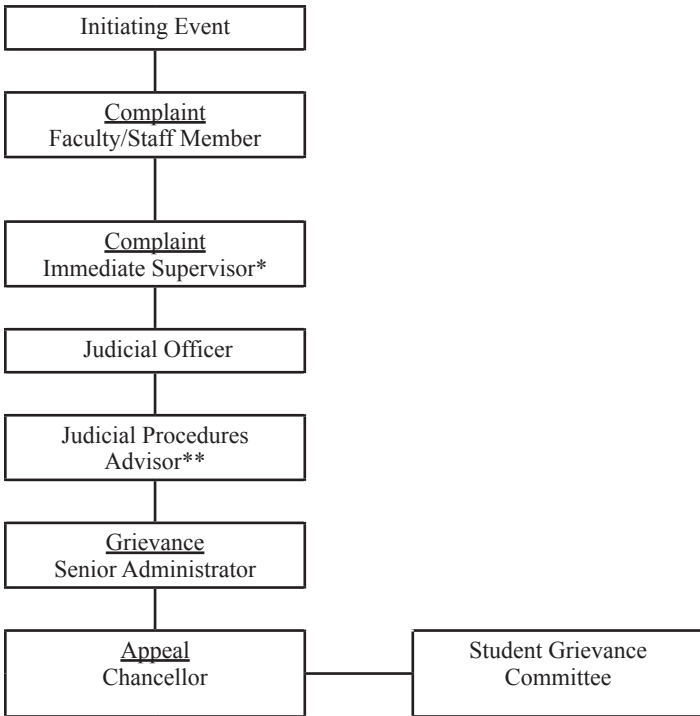 Initiating Event
Complaint
Faculty/Staff Member
Complaint
Immediate Supervisor*
Judicial Officer
Judicial Procedures
Advisor**
Grievance
Senior Administrator
Appeal
Chancellor
Student Grievance
Committee